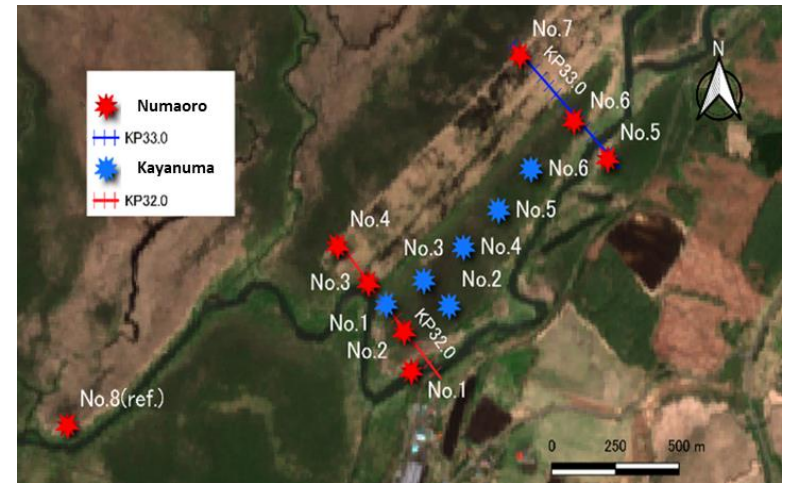 No.7
KP33.0
N
Numaoro
KP33.0
Kayanuma
KP32.0
No.6
No.5
No.6
No.5
No.4
No.3
No.4
No.3
No.2
No.1
KP32.0
No.2
No.1
No.8(ref.)
0 250 500 m